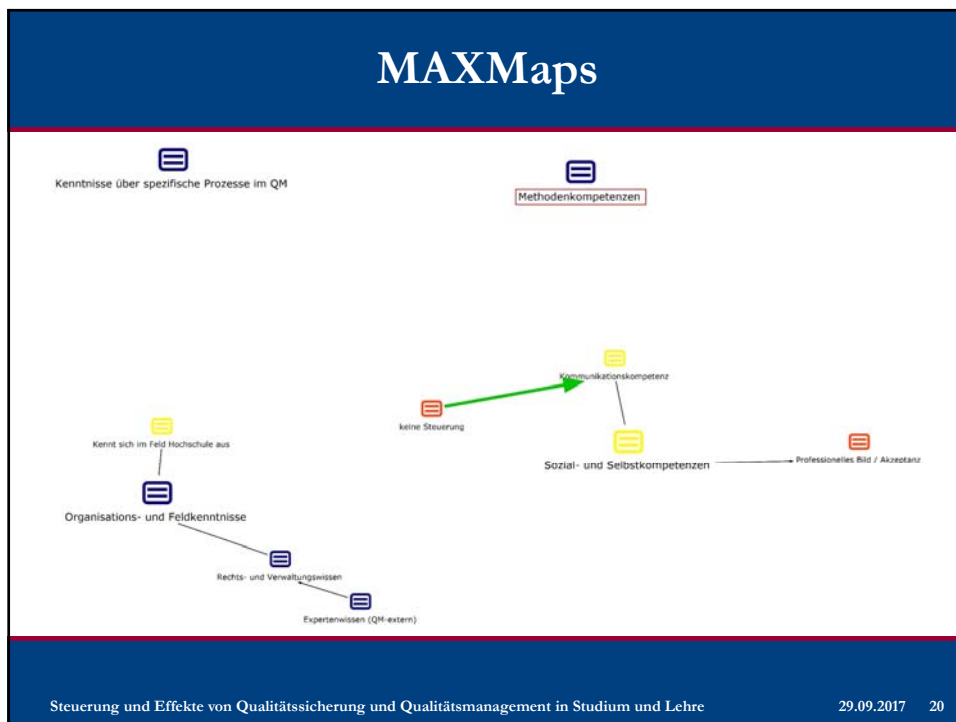 MAXMaps
Kenntnisse über spezifische Prozesse im QM
Methodenkompetenzen
Kommunikationskompetenz
keine Steuerung
Kennt sich im Feld Hochschule aus
Sozial- und Selbstkompetenzen
Professionelles Bild / Akzeptanz
Organisations- und Feldkenntnisse
Rechts- und Verwaltungswissen
Expertenwissen (QM-extern)
Steuerung und Effekte von Qualitätssicherung und Qualitätsmanagement in Studium und Lehre 29.09.2017 20